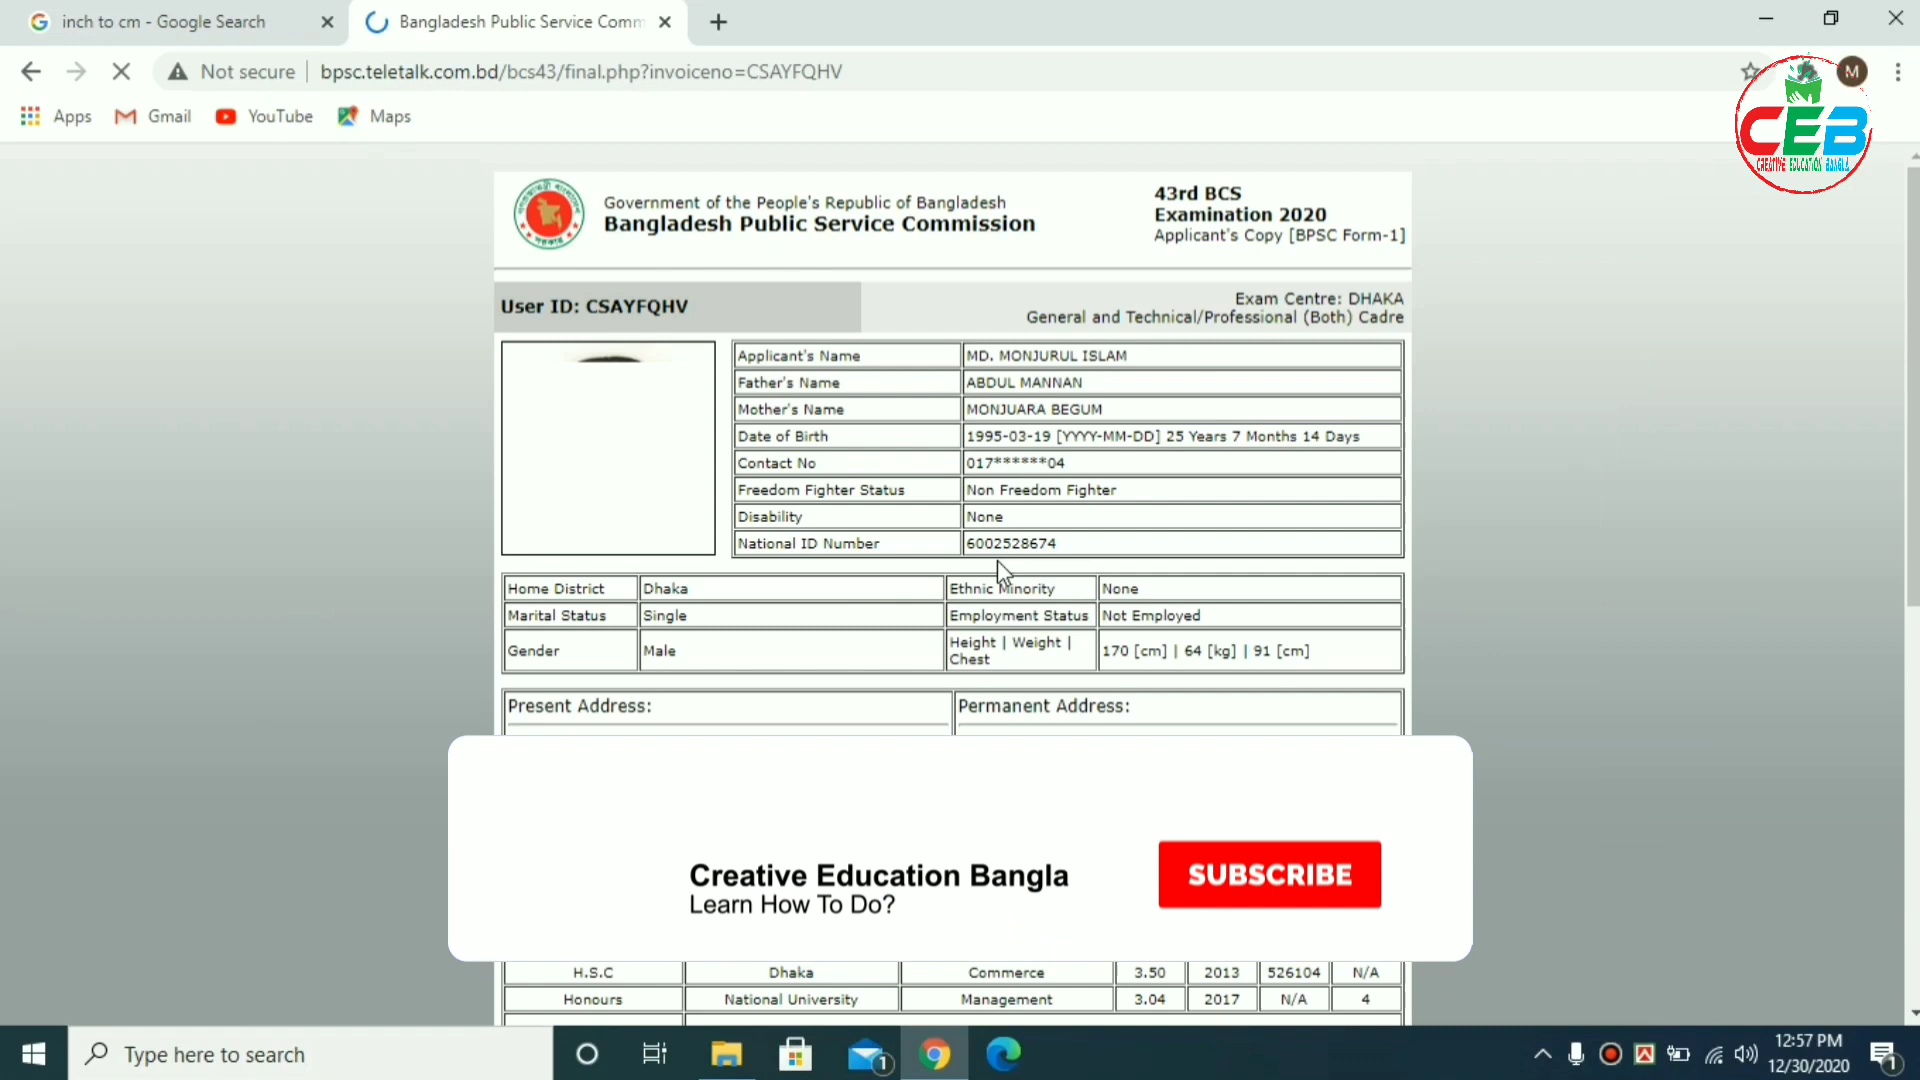 inch to cm - Google Search
Bangladesh Public Service Comm
Not secure
bpsc.teletalk.com.bd/bcs43/final.php?invoiceno=CSAYFQHV
M
Apps
Gmail
YouTube
Maps
CEB
CREATIVE EDUCATION BANGLA
Government of the People's Republic of Bangladesh
Bangladesh Public Service Commission
43rd BCS
Examination 2020
Applicant's Copy [BPSC Form-1]
User ID: CSAYFQHV
Exam Centre: DHAKA
General and Technical/Professional (Both) Cadre
Applicant's Name MD. MONJURUL ISLAM
Father's Name ABDUL MANNAN
Mother's Name MONJUARA BEGUM
Date of Birth 1995-03-19 [YYYY-MM-DD] 25 Years 7 Months 14 Days
Contact No 017******04
Freedom Fighter Status Non Freedom Fighter
Disability None
National ID Number 6002528674
Home District Dhaka Ethnic Minority None
Marital Status Single Employment Status Not Employed
Gender Male Height | Weight | Chest 170 [cm] | 64 [kg] | 91 [cm]
Present Address: Permanent Address:
Creative Education Bangla
Learn How To Do?
SUBSCRIBE
H.S.C Dhaka Commerce 3.50 2013 526104 N/A
Honours National University Management 3.04 2017 N/A 4
Type here to search
1
12:57 PM
12/30/2020
1